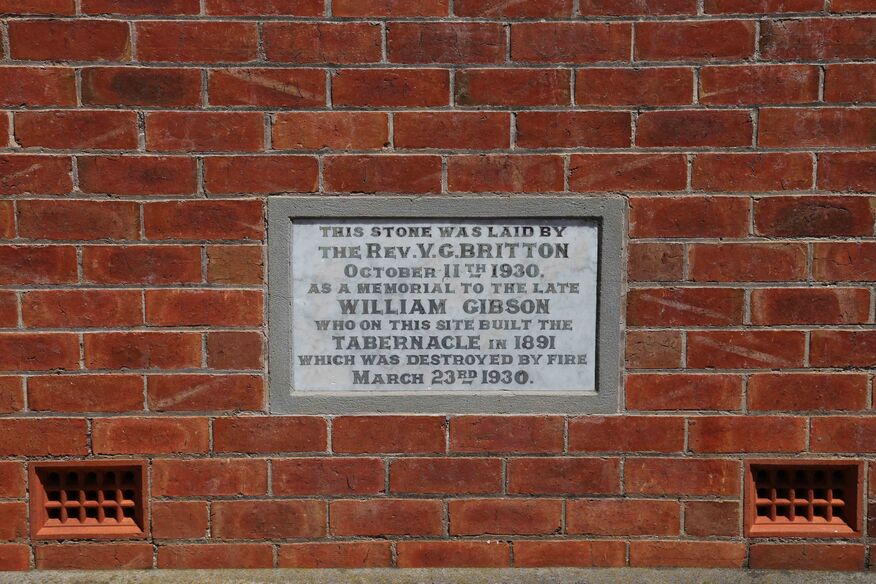 THIS STONE WAS LAID BY
THE REV. V.G. BRITTON
OCTOBER 11TH 1930.
AS A MEMORIAL TO THE LATE
WILLIAM GIBSON
WHO ON THIS SITE BUILT THE
TABERNACLE IN 1891
WHICH WAS DESTROYED BY FIRE
MARCH 23RD 1930.